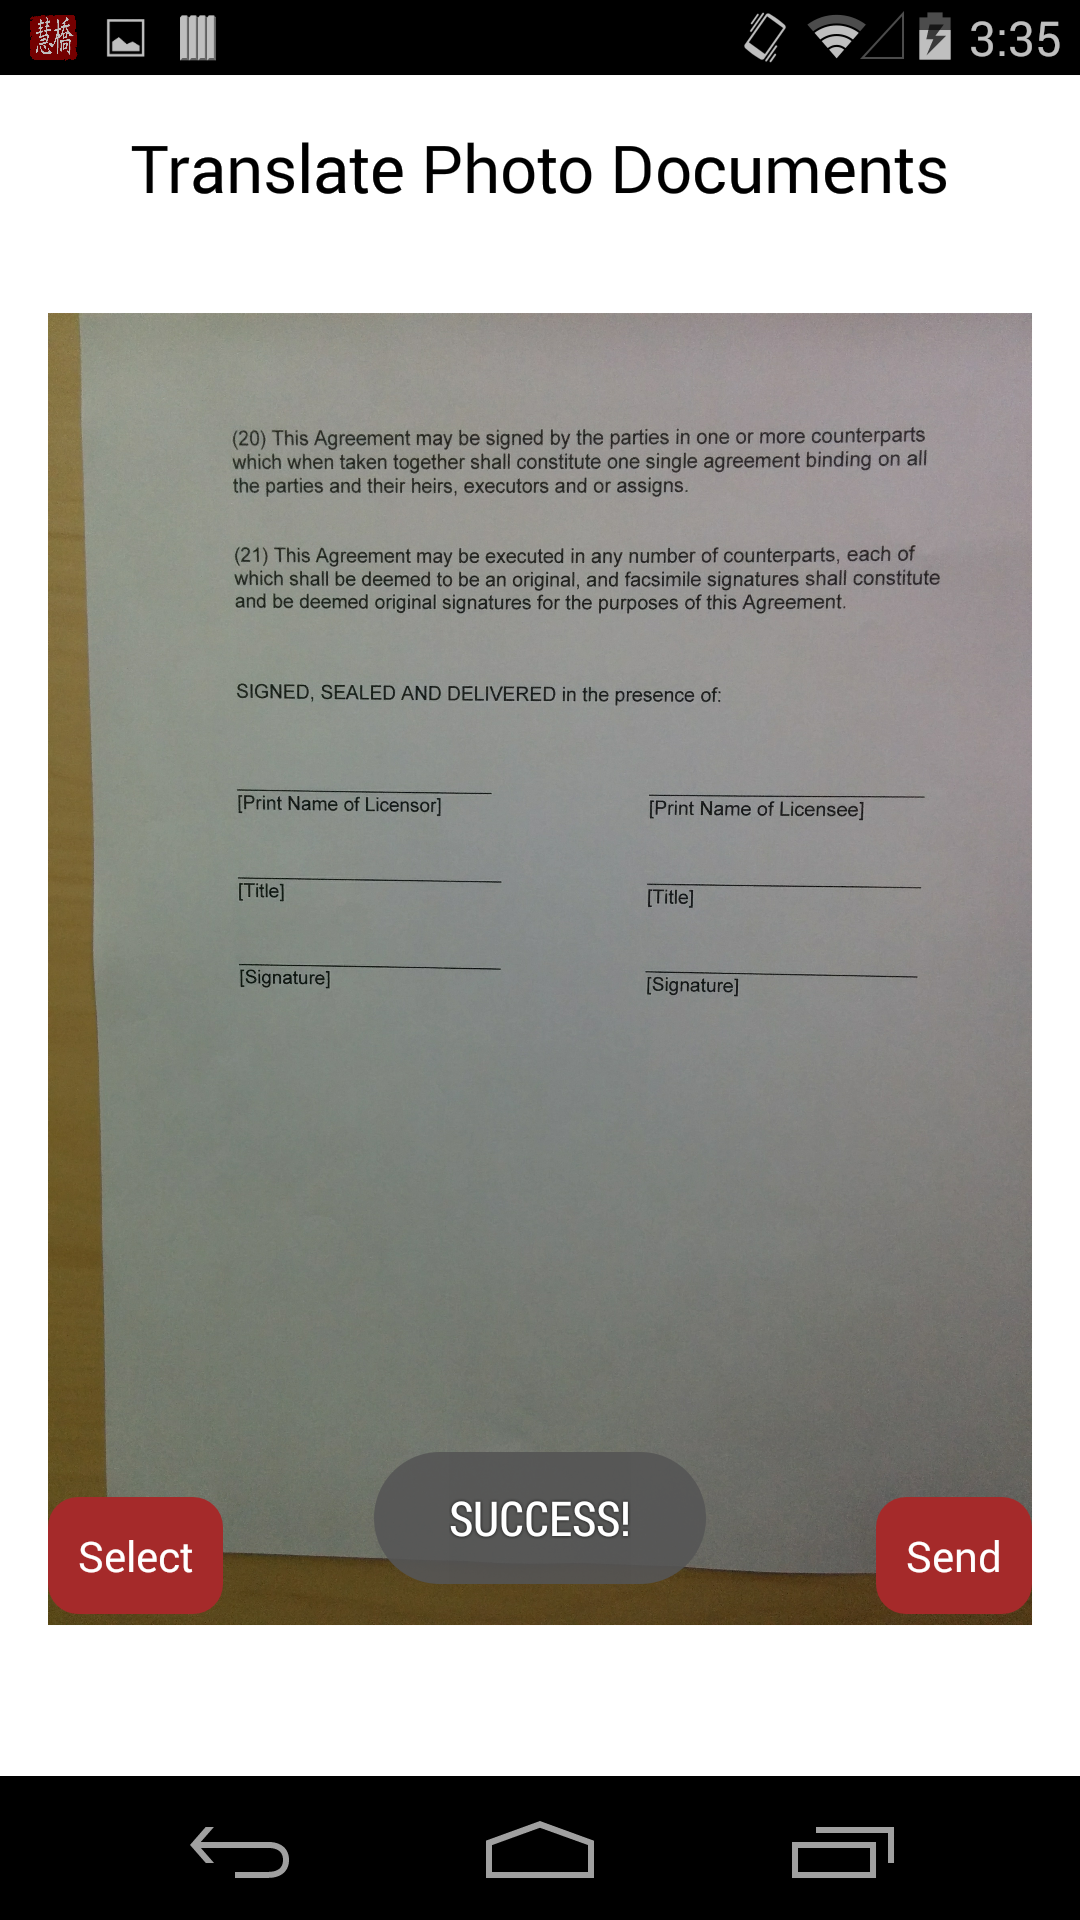 慧橋
3:35
Translate Photo Documents
(20) This Agreement may be signed by the parties in one or more counterparts
which when taken together shall constitute one single agreement binding on all
the parties and their heirs, executors and or assigns.
(21) This Agreement may be executed in any number of counterparts, each of
which shall be deemed to be an original, and facsimile signatures shall constitute
and be deemed original signatures for the purposes of this Agreement.
SIGNED, SEALED AND DELIVERED in the presence of:
[Print Name of Licensor]
[Print Name of Licensee]
[Title]
[Title]
[Signature]
[Signature]
SUCCESS!
Select
Send